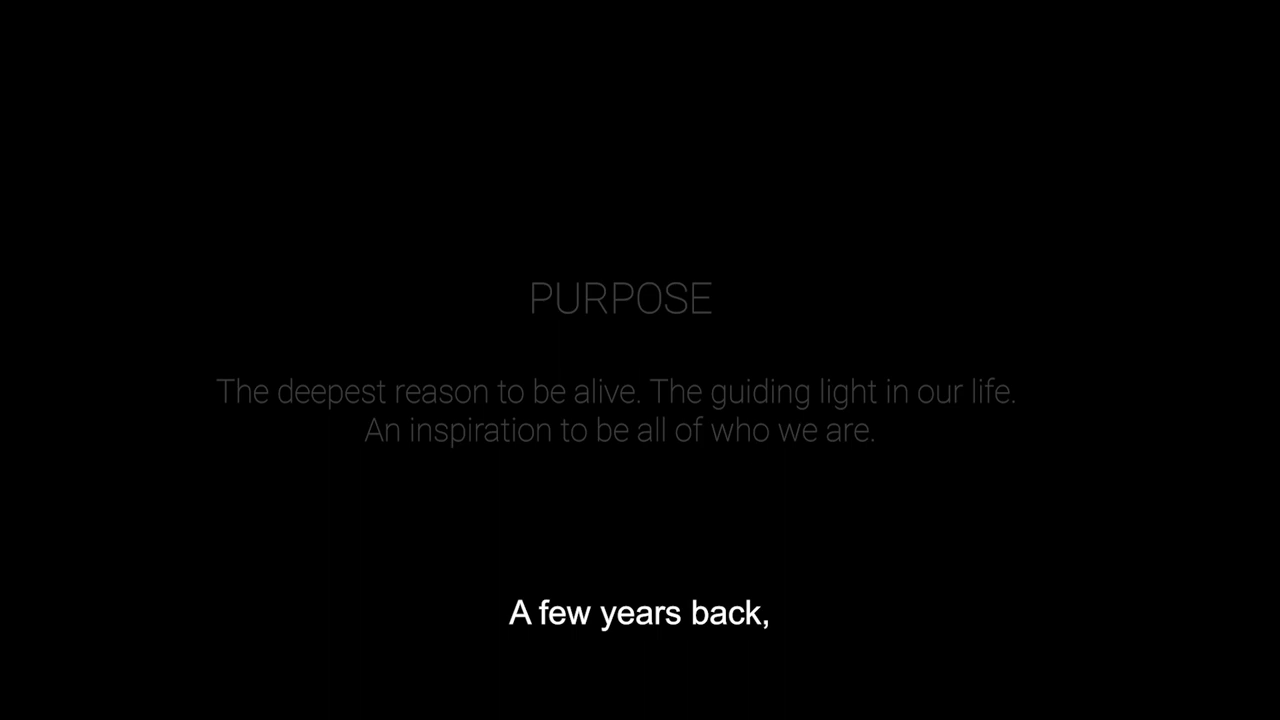 PURPOSE
The deepest reason to be alive. The guiding light in our life.
An inspiration to be all of who we are.
A few years back,